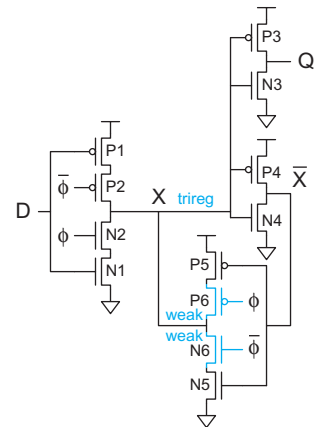 P3
Q
N3
P1
φ̄
P2
P4
X̄
X
trireg
D
φ
N2
N4
N1
P5
P6
φ
weak
weak
φ̄
N6
N5